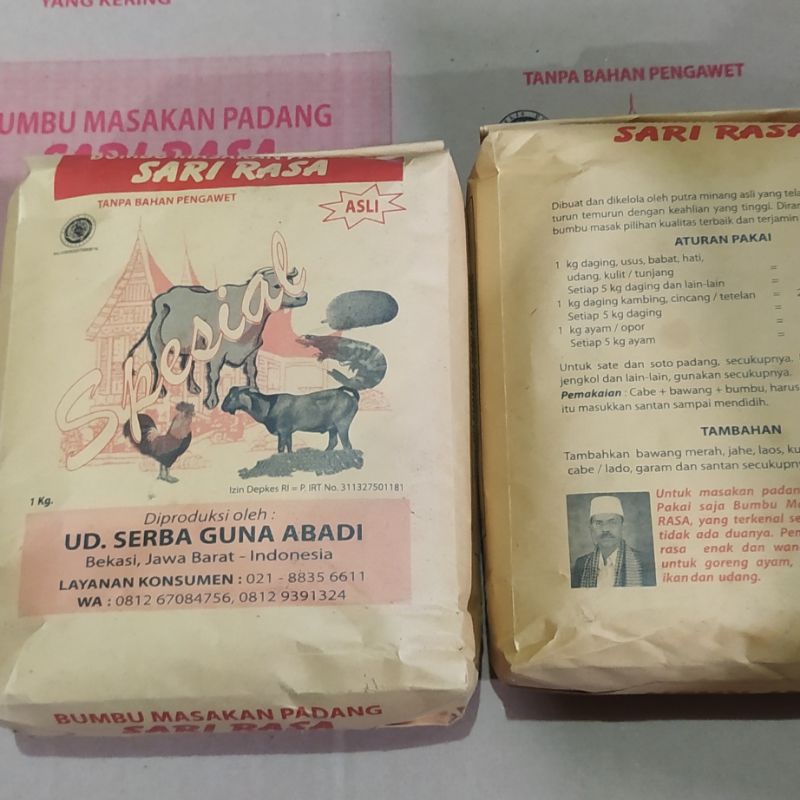 YANG KERING
BUMBU MASAKAN PADANG
SARI RASA
TANPA BAHAN PENGAWET
SARI RASA
TANPA BAHAN PENGAWET
ASLI
Spesial
1 Kg.
Izin Depkes RI = P. IRT No. 311327501181
Diproduksi oleh :
UD. SERBA GUNA ABADI
Bekasi, Jawa Barat - Indonesia
LAYANAN KONSUMEN : 021 - 8835 6611
WA : 0812 67084756, 0812 9391324
BUMBU MASAKAN PADANG
SARI RASA
SARI RASA
Dibuat dan dikelola oleh putra minang asli yang
turun temurun dengan keahlian yang tinggi.
bumbu masak pilihan kualitas terbaik dan terjamin
ATURAN PAKAI
1 kg daging, usus, babat, hati,
udang, kulit / tunjang =
Setiap 5 kg daging dan lain-lain =
1 kg daging kambing, cincang / tetelan =
Setiap 5 kg daging =
1 kg ayam / opor =
Setiap 5 kg ayam =
Untuk sate dan soto padang, secukupnya.
jengkol dan lain-lain, gunakan secukupnya.
Pemakaian : Cabe + bawang + bumbu, harus
itu masukkan santan sampai mendidih.
TAMBAHAN
Tambahkan bawang merah, jahe, laos,
cabe / lado, garam dan santan
Untuk masakan
Pakai saja Bumbu
RASA, yang terkenal
tidak ada duanya.
rasa enak dan
untuk goreng ayam,
ikan dan udang.